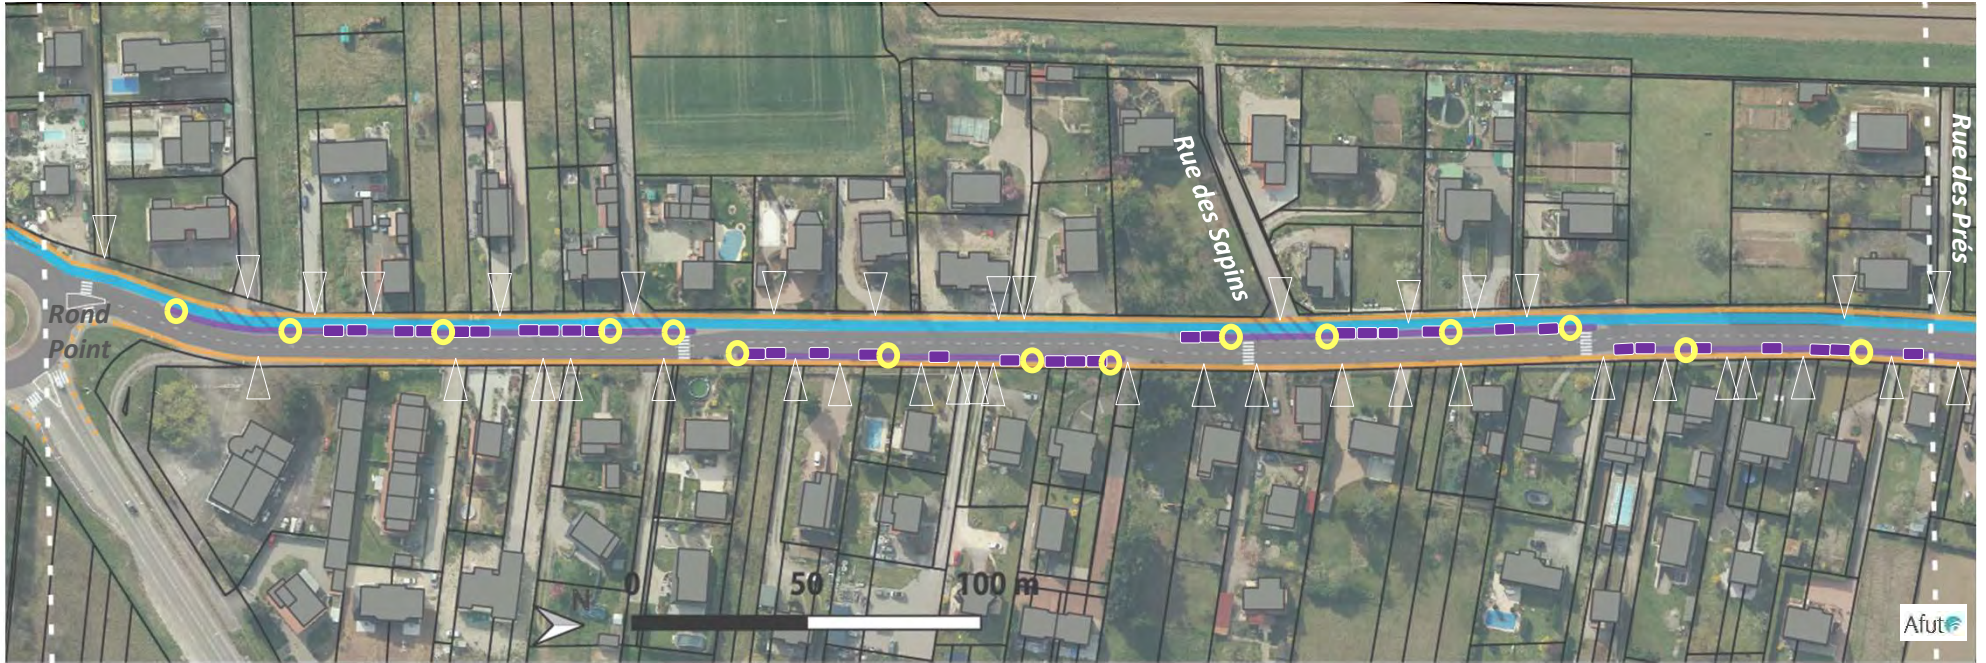 Rue des Sapins
Rue des Prés
Rond
Point
0 50 100 m
N
Afut